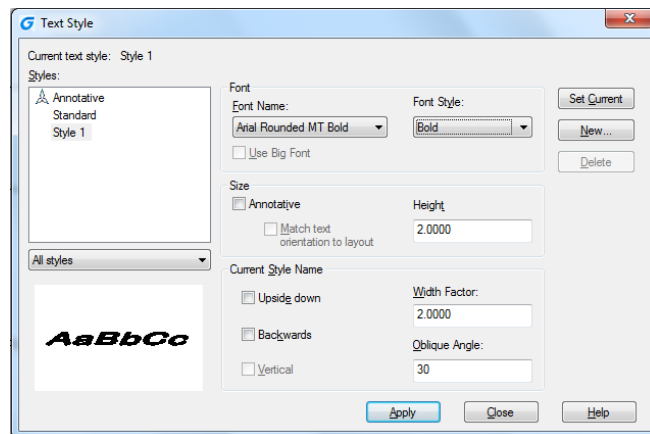 Text Style
Current text style: Style 1
Styles:
Annotative
Standard
Style 1
All styles
AaBbCc
Font
Font Name:
Font Style:
Arial Rounded MT Bold
Bold
Use Big Font
Size
Annotative
Match text
orientation to layout
Height
2.0000
Current Style Name
Upside down
Backwards
Vertical
Width Factor:
2.0000
Oblique Angle:
30
Set Current
New...
Delete
Apply
Close
Help